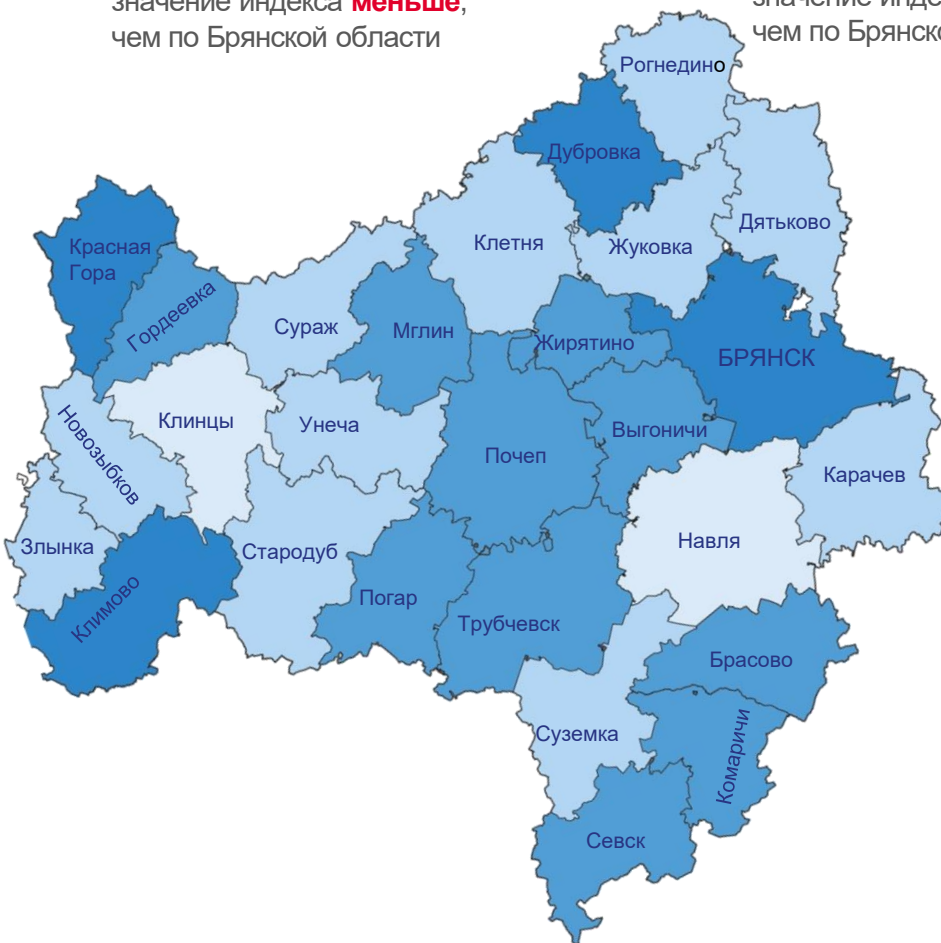 значение индекса меньше,
чем по Брянской области
значение инде
чем по Брянско
Рогнедино
Дубровка
Дятьково
Клетня
Жуковка
Красная
Гора
Гордеевка
Сураж
Мглин
Жирятино
БРЯНСК
Клинцы
Унеча
Выгоничи
Новозыбков
Почеп
Карачев
Злынка
Стародуб
Навля
Климово
Погар
Трубчевск
Брасово
Суземка
Комаричи
Севск